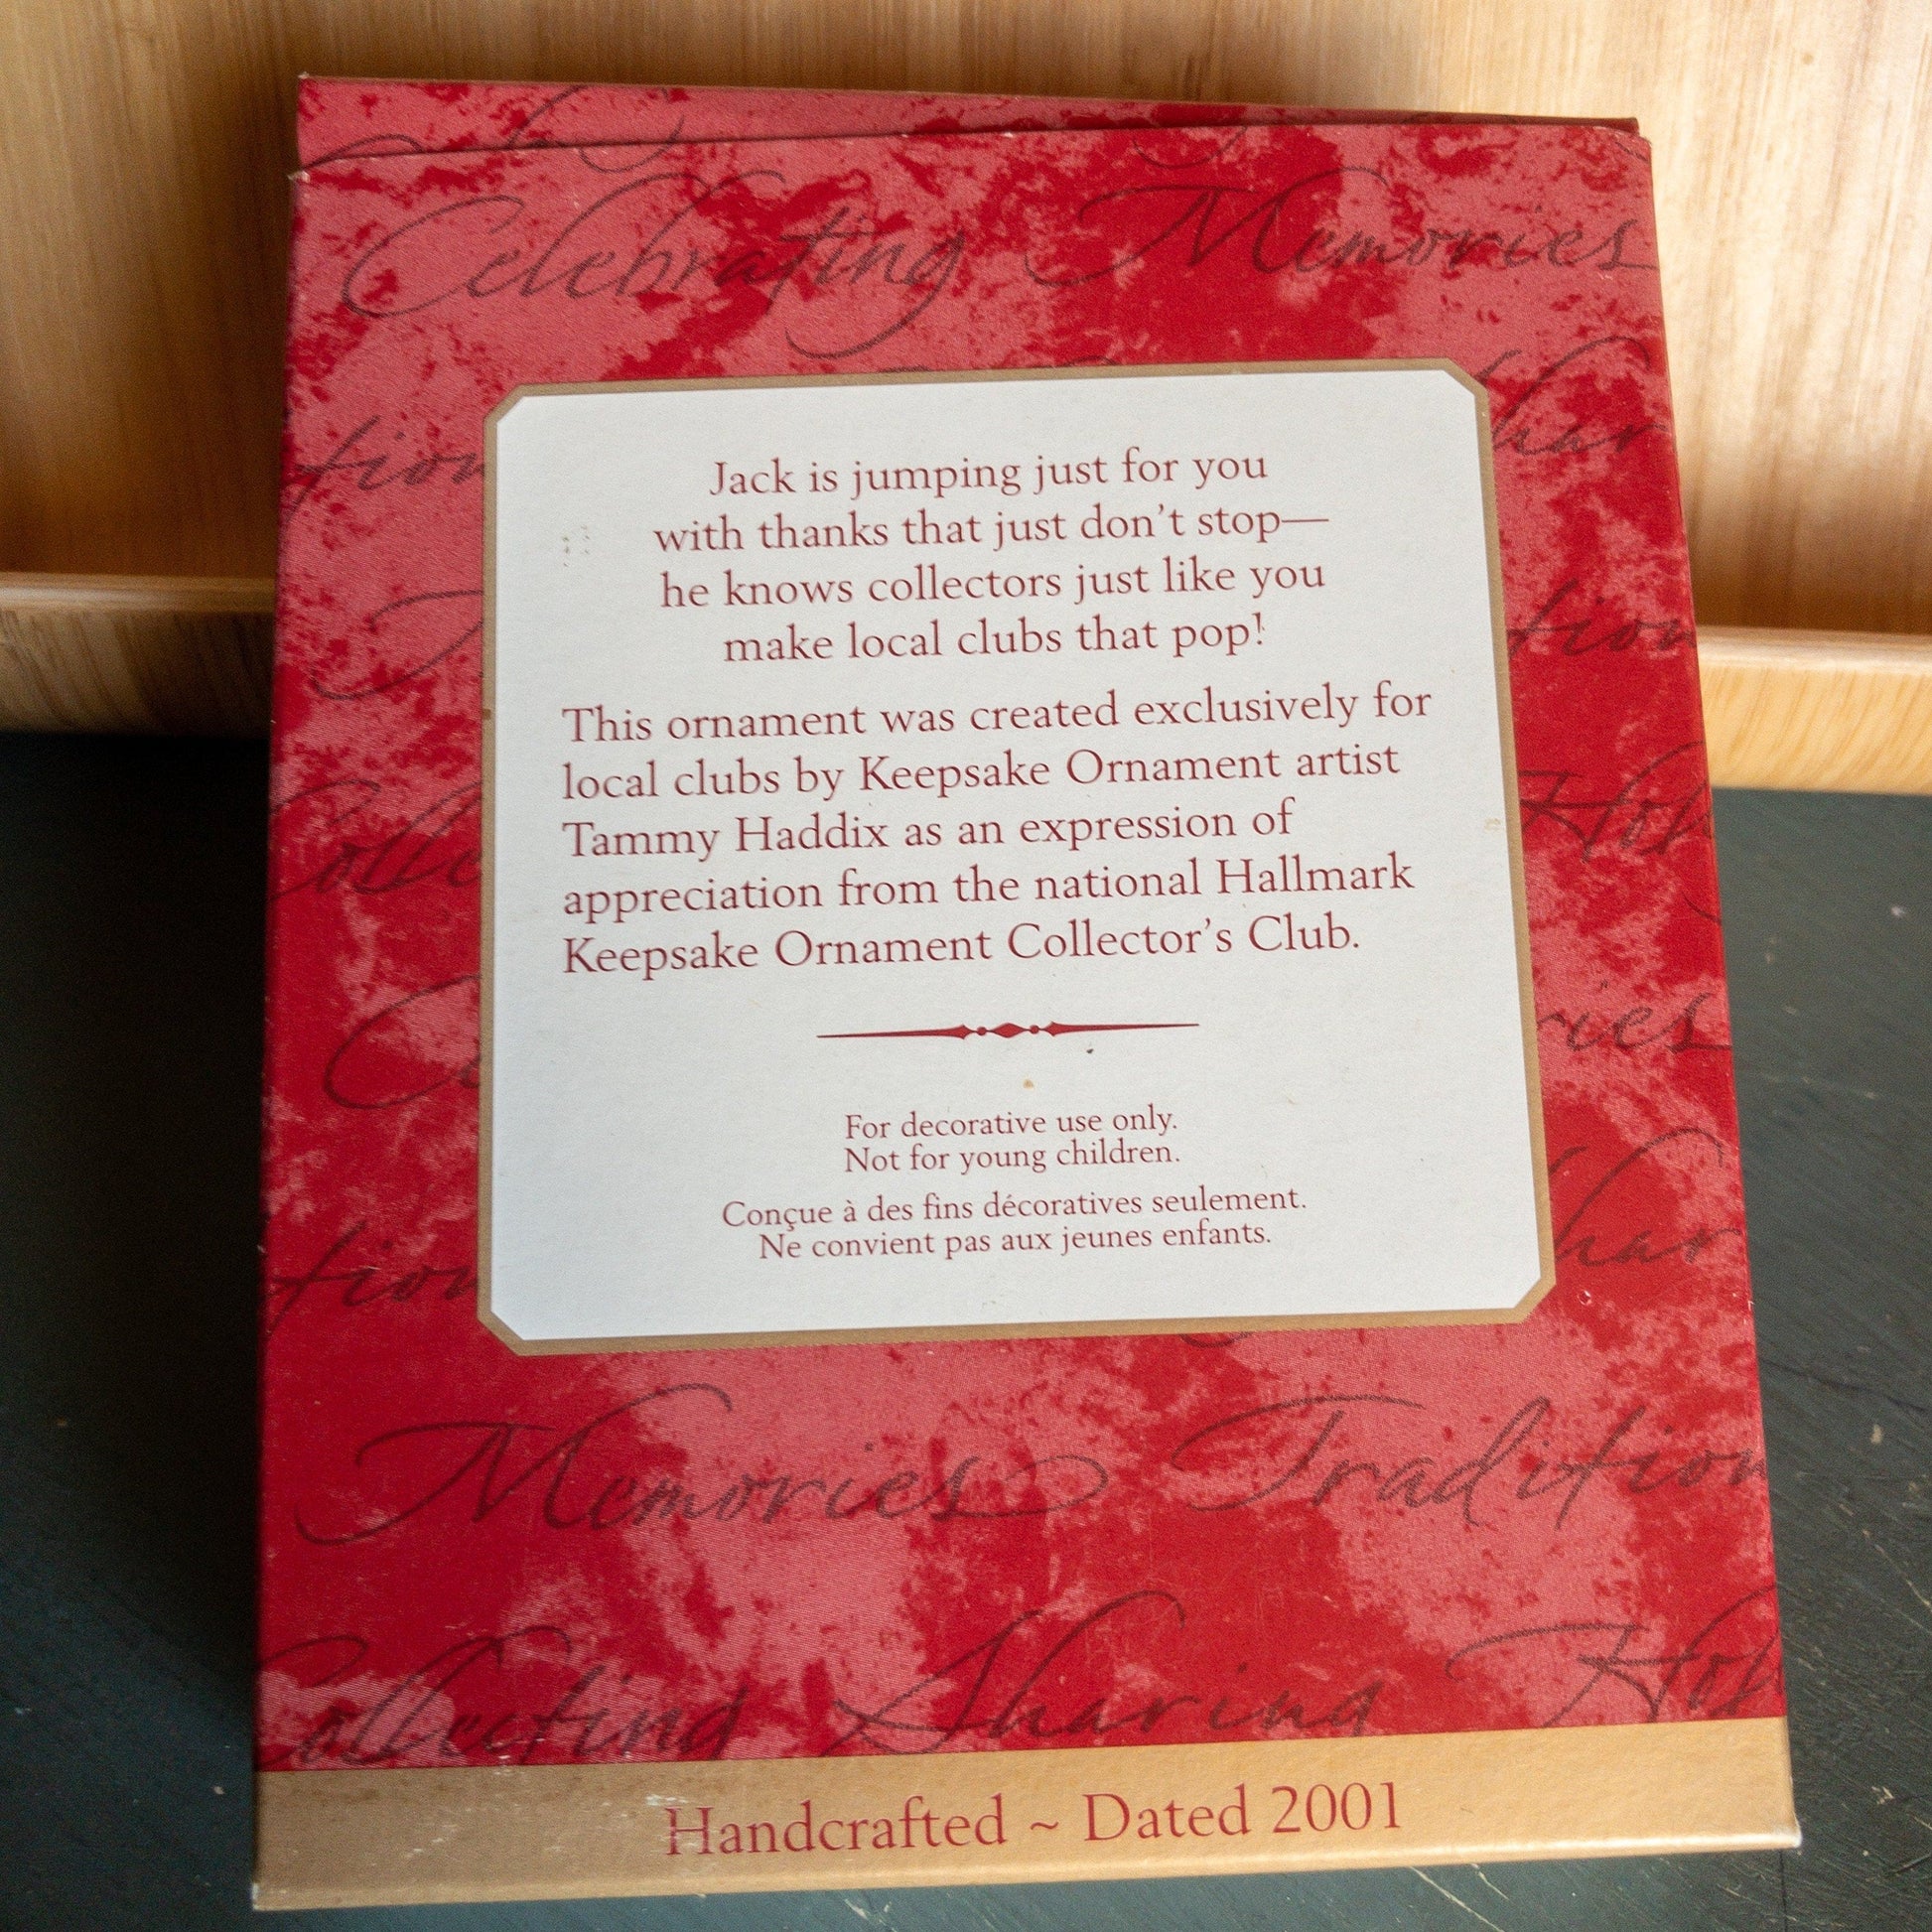 Celebrating Memories
Jack is jumping just for you
with thanks that just don't stop—
he knows collectors just like you
make local clubs that pop!
This ornament was created exclusively for
local clubs by Keepsake Ornament artist
Tammy Haddix as an expression of
appreciation from the national Hallmark
Keepsake Ornament Collector's Club.
For decorative use only.
Not for young children.
Conçue à des fins décoratives seulement.
Ne convient pas aux jeunes enfants.
Memories Tradition
Collecting Sharing Hol
Handcrafted ~ Dated 2001